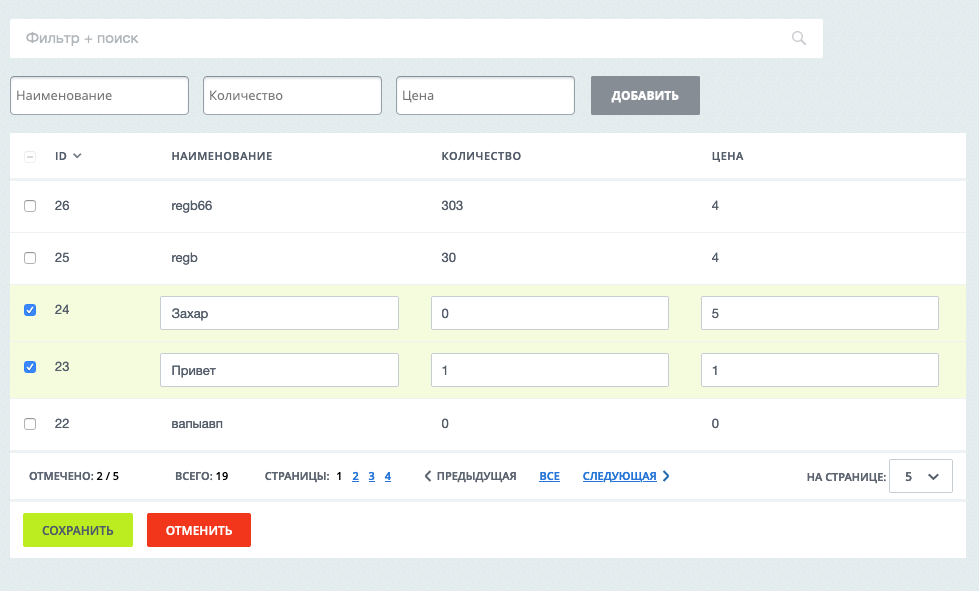 Фильтр + поиск
Наименование Количество Цена ДОБАВИТЬ
ID НАИМЕНОВАНИЕ КОЛИЧЕСТВО ЦЕНА
26 regb66 303 4
25 regb 30 4
24 Захар 0 5
23 Привет 1 1
22 вапыавп 0 0
ОТМЕЧЕНО: 2 / 5 ВСЕГО: 19 СТРАНИЦЫ: 1 2 3 4 ПРЕДЫДУЩАЯ ВСЕ СЛЕДУЮЩАЯ НА СТРАНИЦЕ: 5
СОХРАНИТЬ ОТМЕНИТЬ